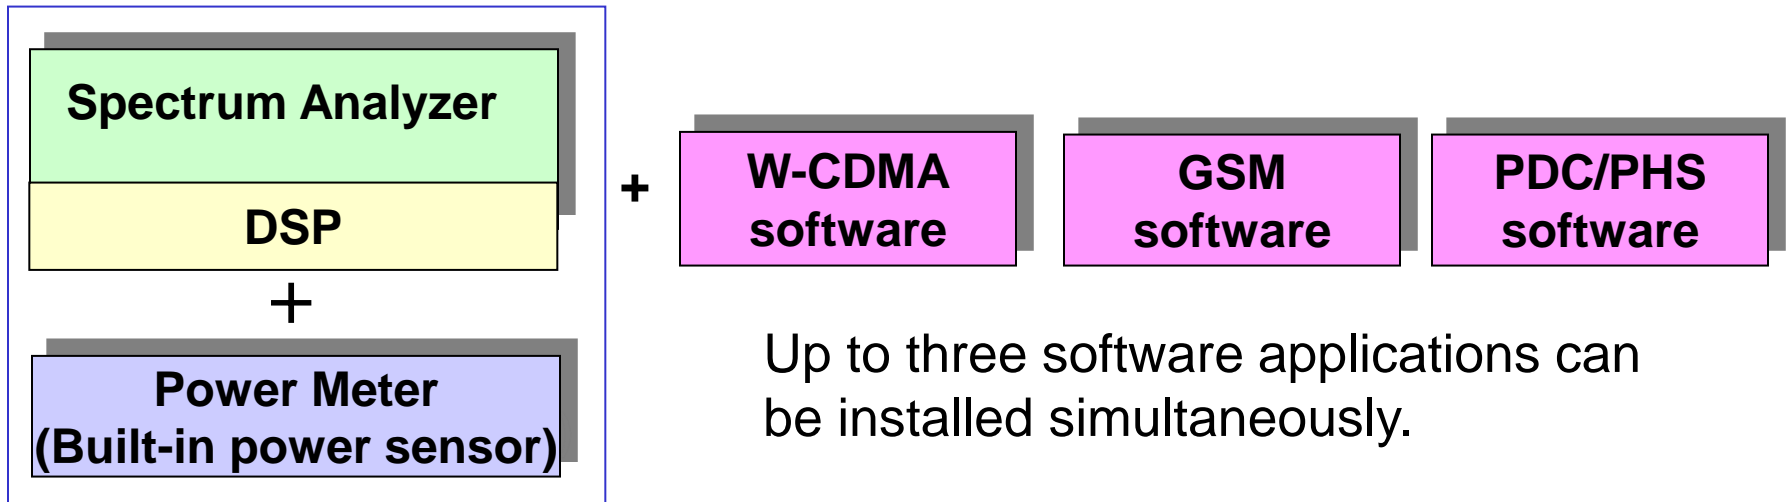 Spectrum Analyzer
DSP
+
Power Meter
(Built-in power sensor)
+
W-CDMA
software
GSM
software
PDC/PHS
software
Up to three software applications can
be installed simultaneously.